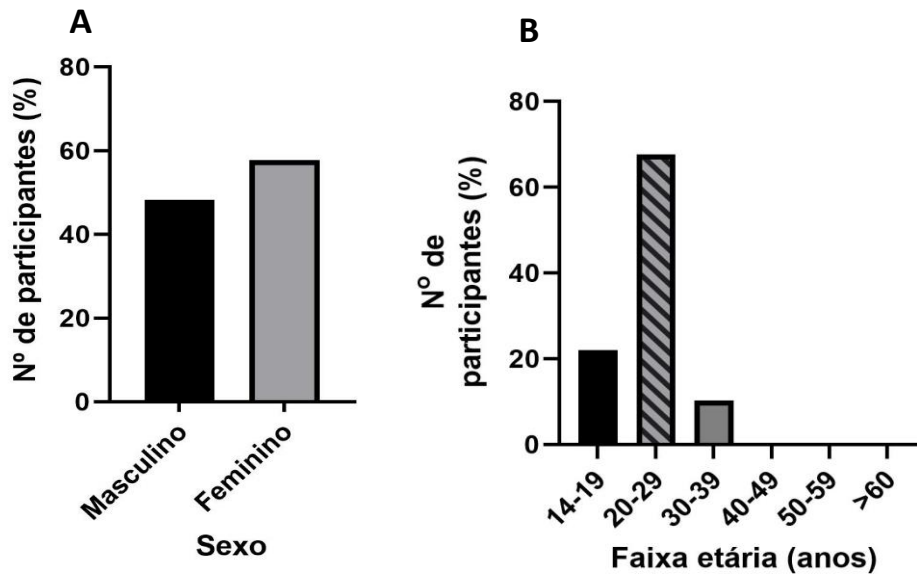 A
Nº de participantes (%)
80
60
40
20
0
Masculino
Feminino
Sexo
B
Nº de
participantes (%)
80
60
40
20
0
14-19
20-29
30-39
40-49
50-59
>60
Faixa etária (anos)